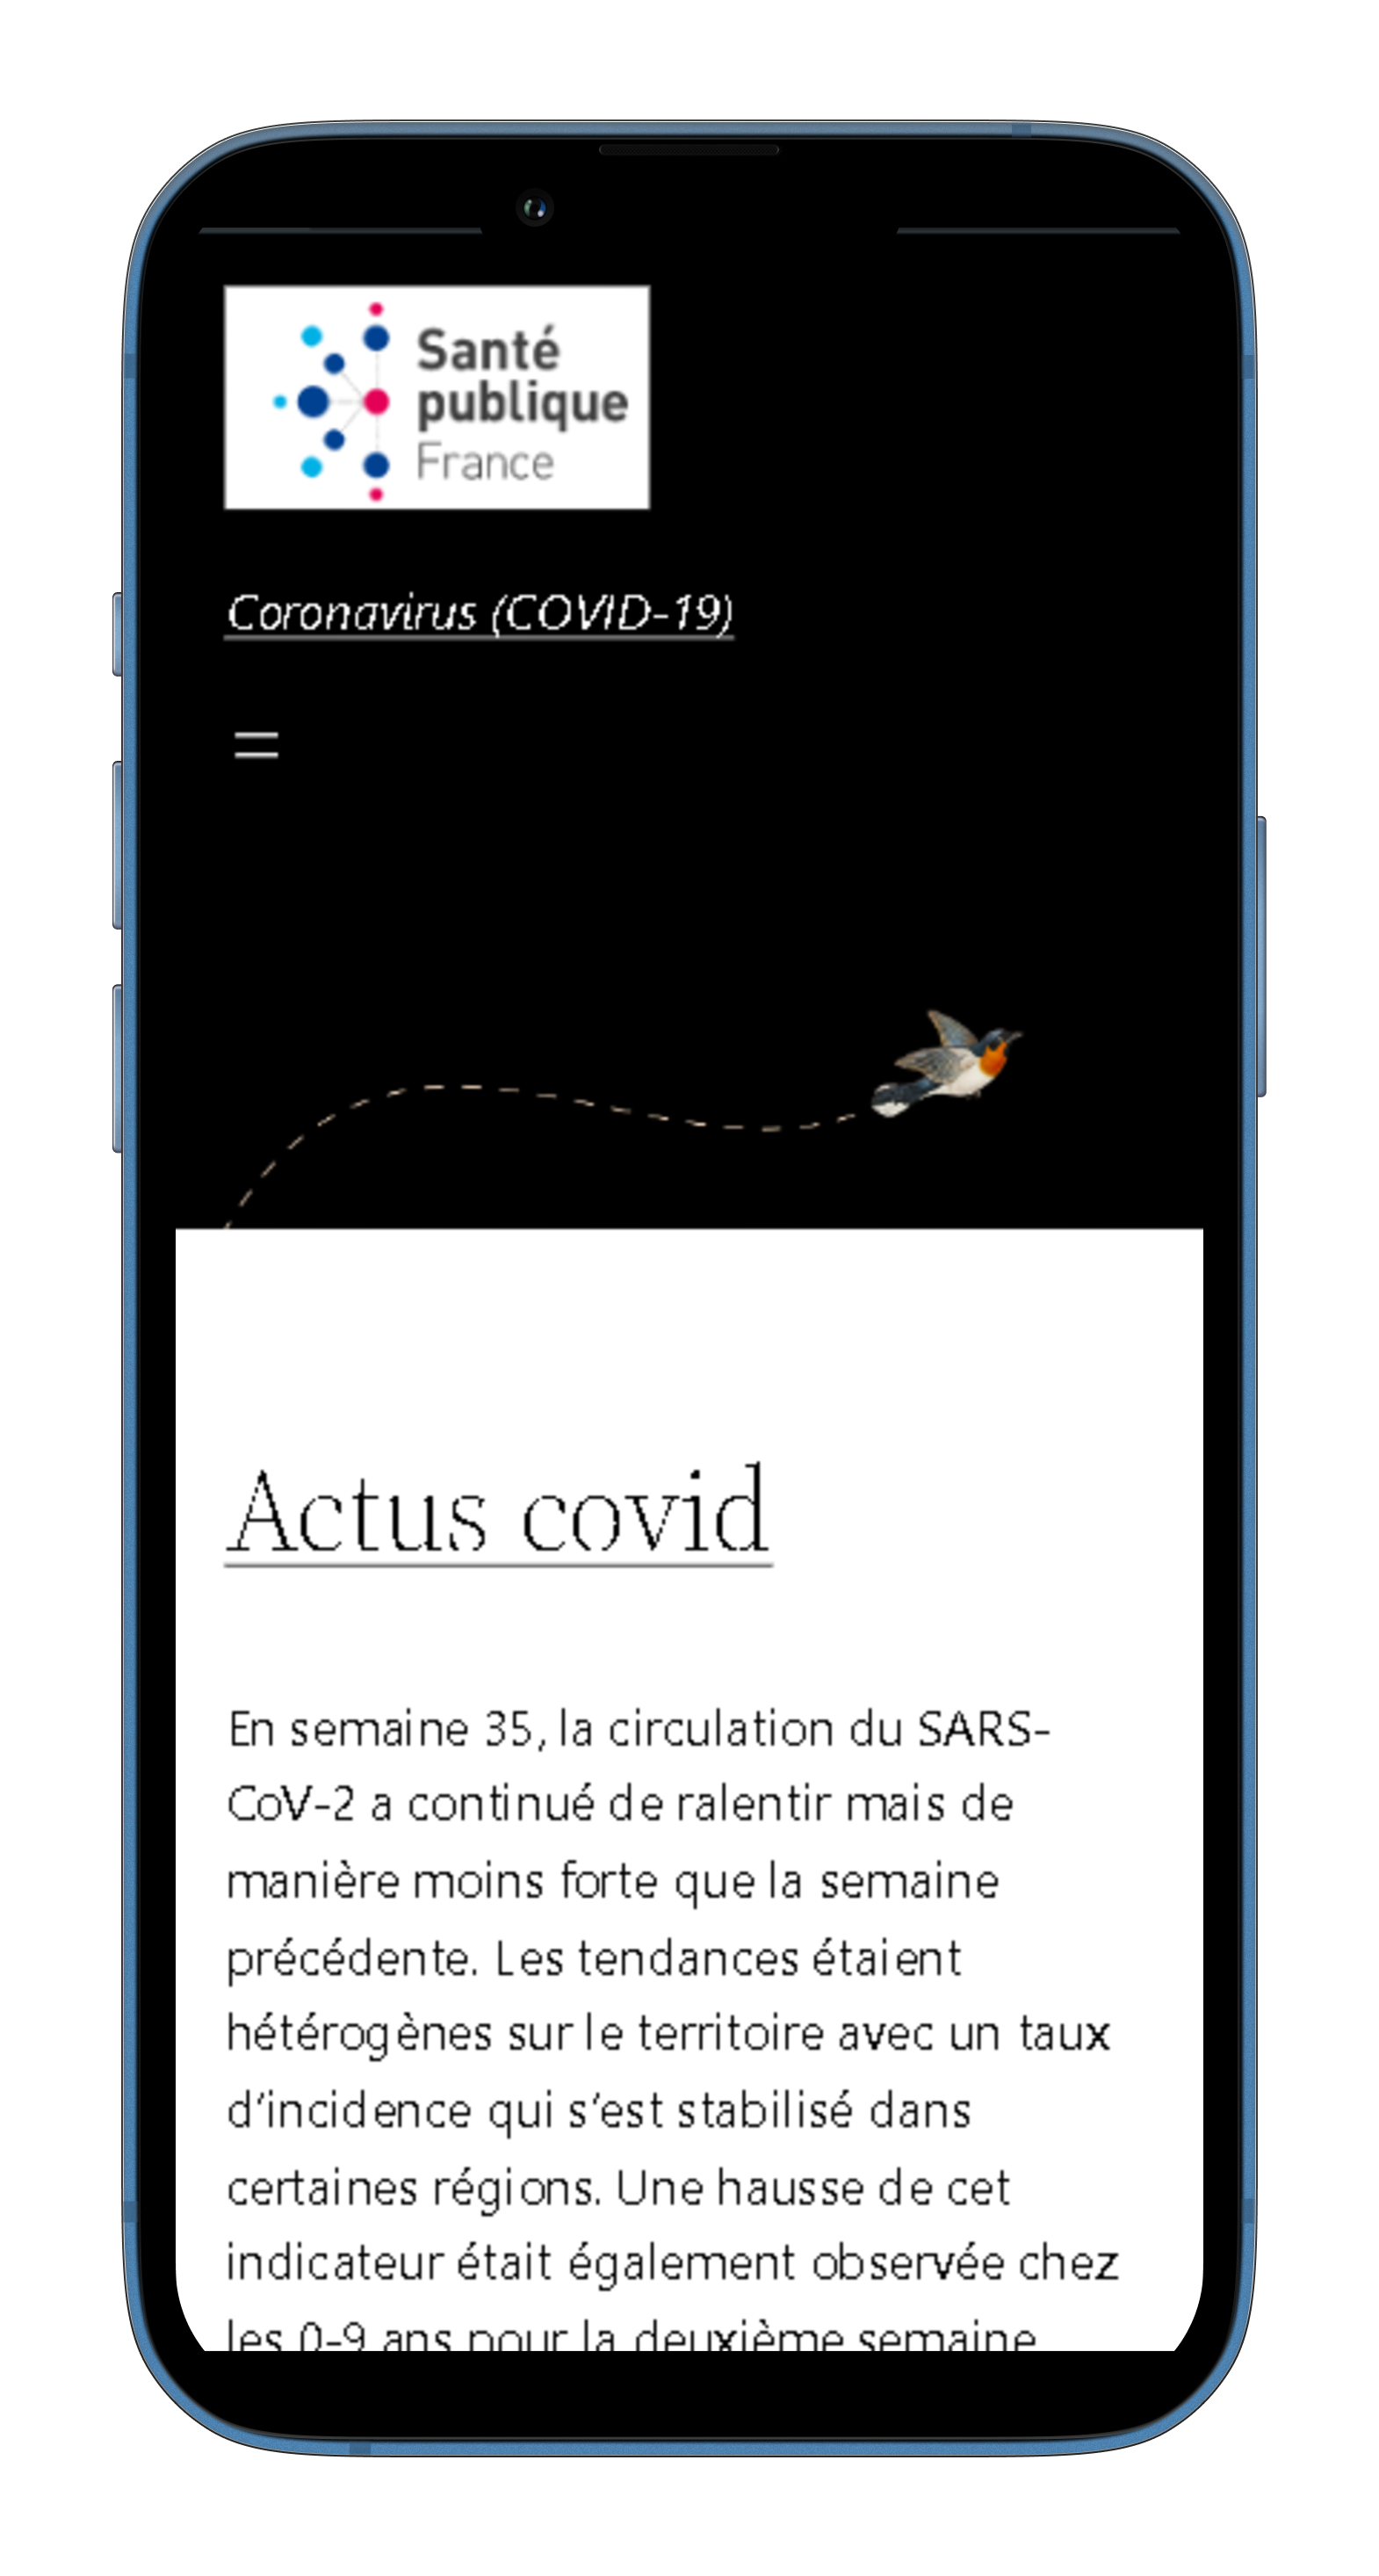 Santé
publique
France
Coronavirus (COVID-19)
Actus covid
En semaine 35, la circulation du SARS-
CoV-2 a continué de ralentir mais de
manière moins forte que la semaine
précédente. Les tendances étaient
hétérogènes sur le territoire avec un taux
d’incidence qui s’est stabilisé dans
certaines régions. Une hausse de cet
indicateur était également observée chez
les 0-9 ans pour la deuxième semaine